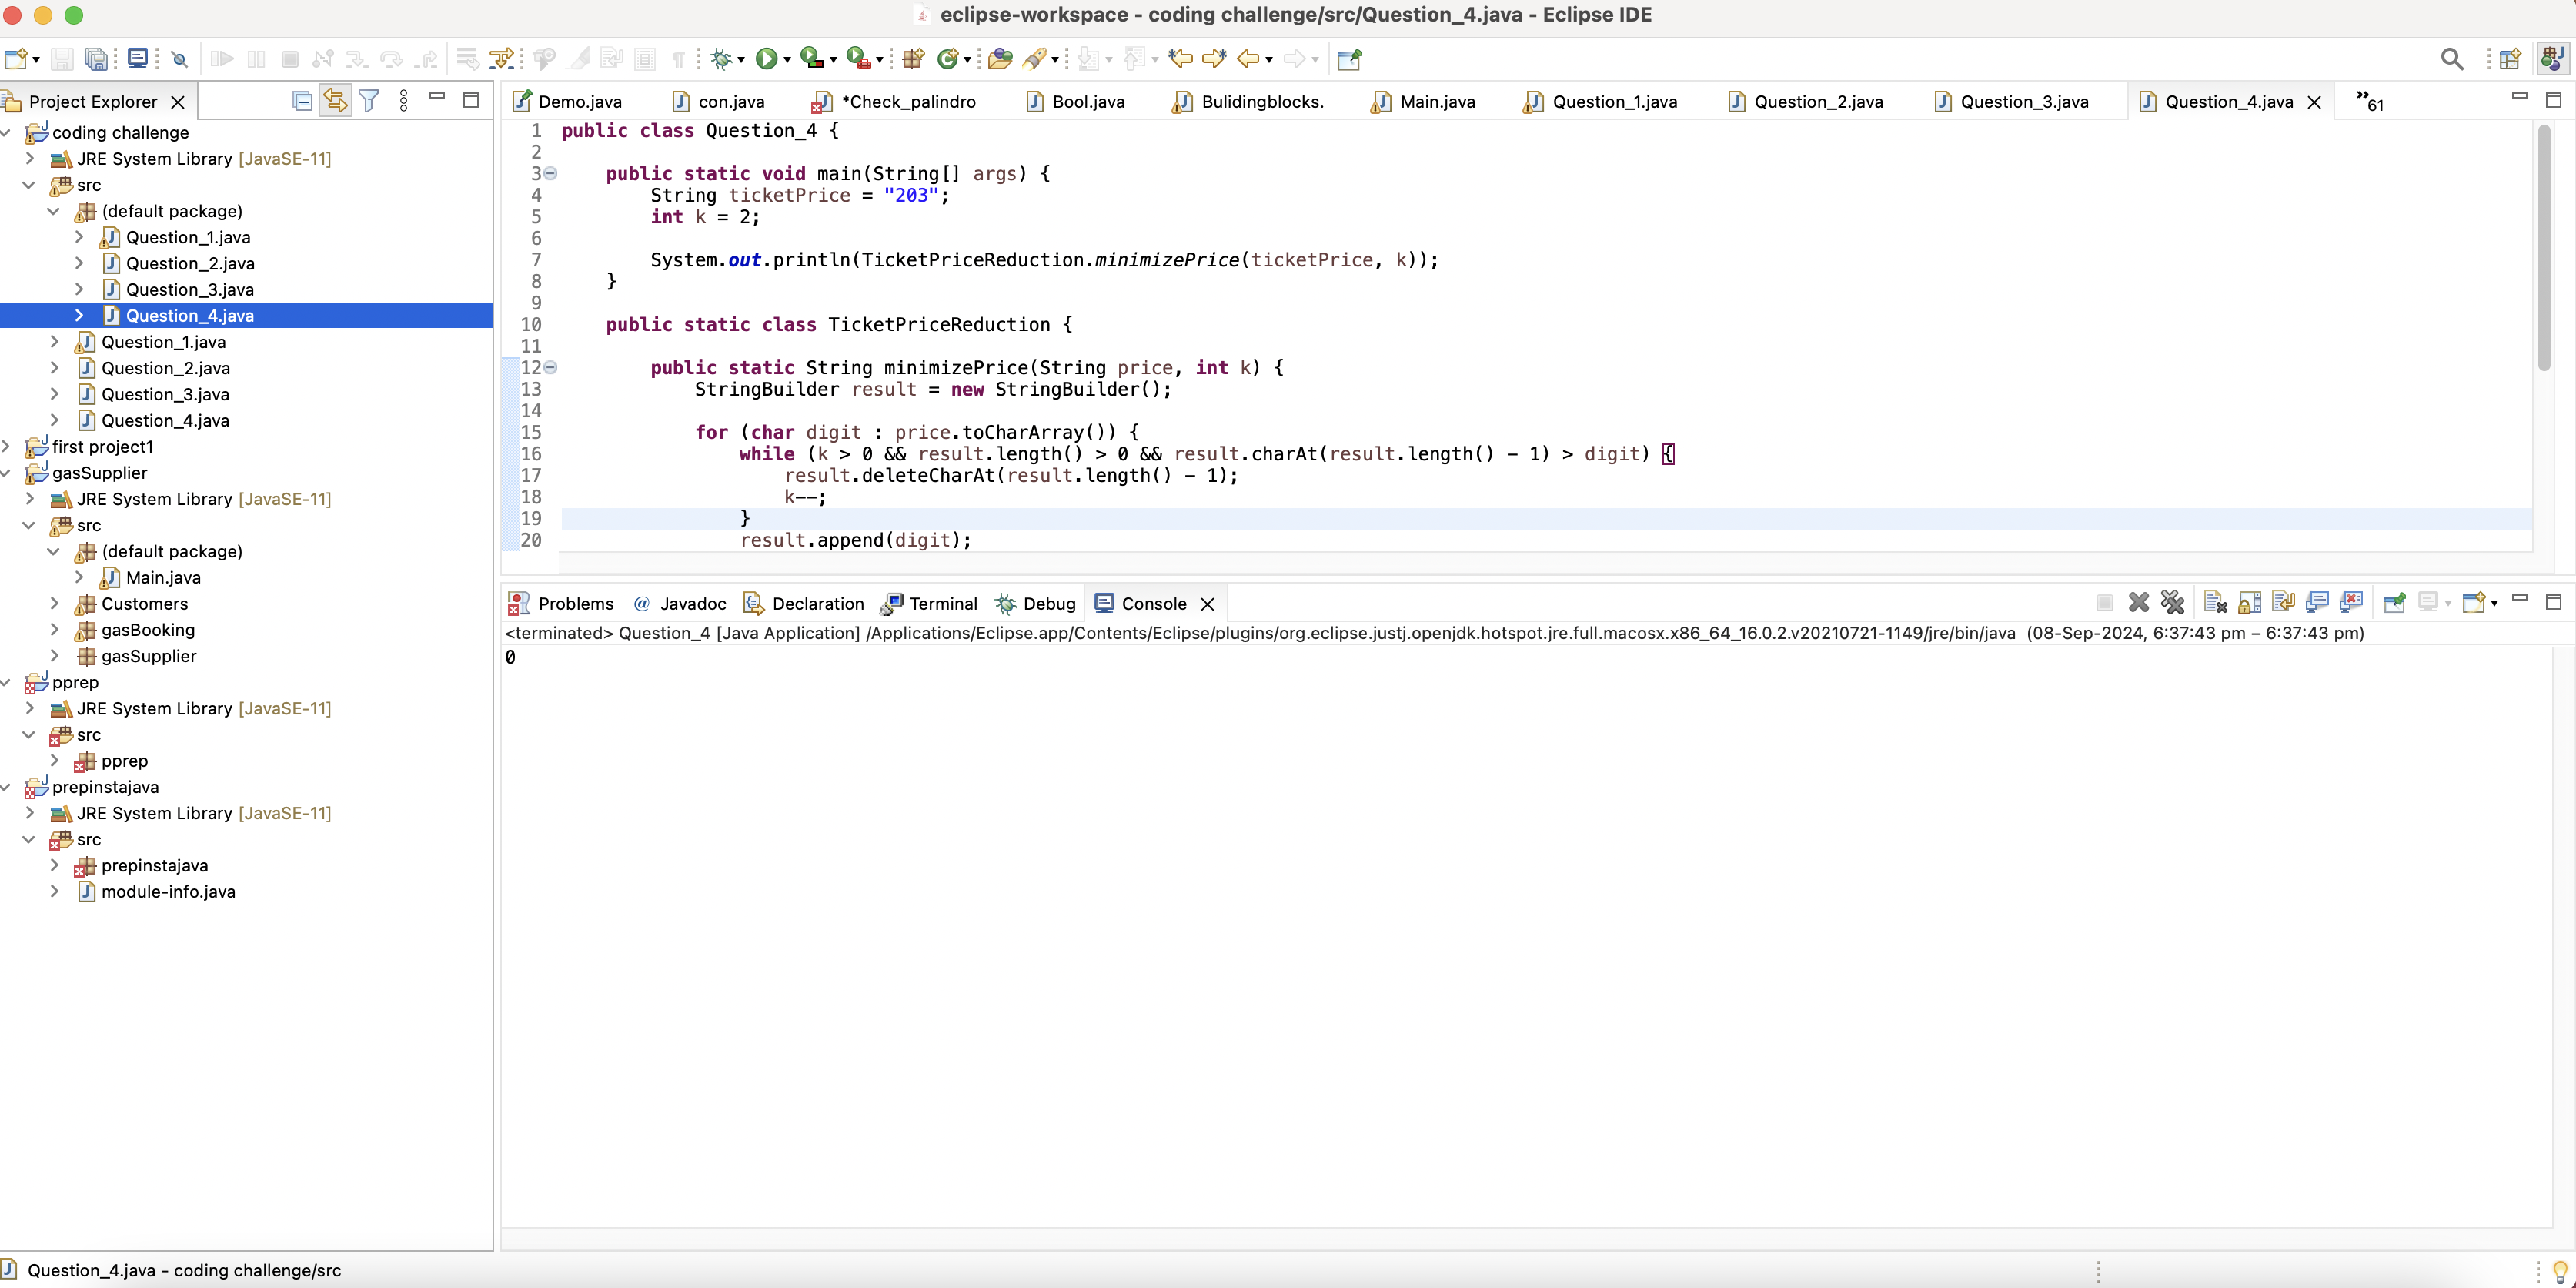 eclipse-workspace - coding challenge/src/Question_4.java - Eclipse IDE
Project Explorer
coding challenge
JRE System Library [JavaSE-11]
src
(default package)
Question_1.java
Question_2.java
Question_3.java
Question_4.java
Question_1.java
Question_2.java
Question_3.java
Question_4.java
first project1
gasSupplier
JRE System Library [JavaSE-11]
src
(default package)
Main.java
Customers
gasBooking
gasSupplier
pprep
JRE System Library [JavaSE-11]
src
pprep
prepinstajava
JRE System Library [JavaSE-11]
src
prepinstajava
module-info.java
Demo.java con.java *Check_palindro Bool.java Bulidingblocks. Main.java Question_1.java Question_2.java Question_3.java Question_4.java »61
1 public class Question_4 {
2
3 public static void main(String[] args) {
4 String ticketPrice = "203";
5 int k = 2;
6
7 System.out.println(TicketPriceReduction.minimizePrice(ticketPrice, k));
8 }
9
10 public static class TicketPriceReduction {
11
12 public static String minimizePrice(String price, int k) {
13 StringBuilder result = new StringBuilder();
14
15 for (char digit : price.toCharArray()) {
16 while (k > 0 && result.length() > 0 && result.charAt(result.length() - 1) > digit) {
17 result.deleteCharAt(result.length() - 1);
18 k--;
19 }
20 result.append(digit);
Problems @ Javadoc Declaration Terminal Debug Console
<terminated> Question_4 [Java Application] /Applications/Eclipse.app/Contents/Eclipse/plugins/org.eclipse.justj.openjdk.hotspot.jre.full.macosx.x86_64_16.0.2.v20210721-1149/jre/bin/java (08-Sep-2024, 6:37:43 pm – 6:37:43 pm)
0
Question_4.java - coding challenge/src